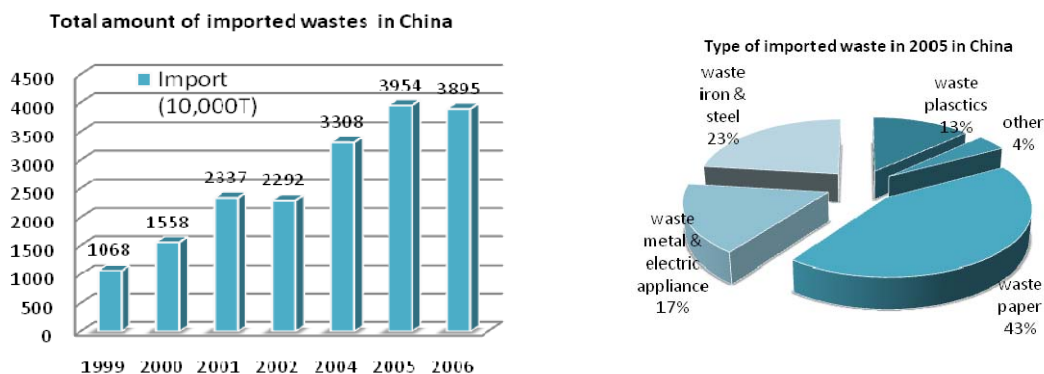 Total amount of imported wastes in China
4500
4000
3500
3000
2500
2000
1500
1000
500
0
Import
(10,000T)
1068
1558
2337
2292
3308
3954
3895
1999 2000 2001 2002 2004 2005 2006
Type of imported waste in 2005 in China
waste
iron &
steel
23%
waste
plasctics
13%
other
4%
waste
metal &
electric
appliance
17%
waste
paper
43%